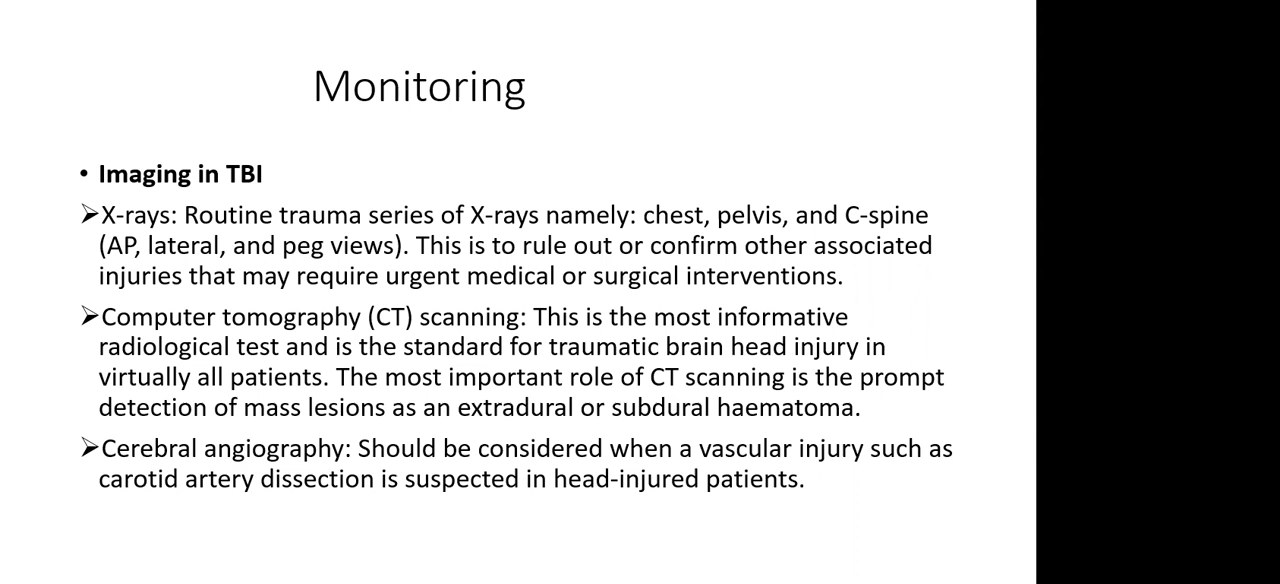 Monitoring
• Imaging in TBI
➢X-rays: Routine trauma series of X-rays namely: chest, pelvis, and C-spine
(AP, lateral, and peg views). This is to rule out or confirm other associated
injuries that may require urgent medical or surgical interventions.
➢Computer tomography (CT) scanning: This is the most informative
radiological test and is the standard for traumatic brain head injury in
virtually all patients. The most important role of CT scanning is the prompt
detection of mass lesions as an extradural or subdural haematoma.
➢Cerebral angiography: Should be considered when a vascular injury such as
carotid artery dissection is suspected in head-injured patients.